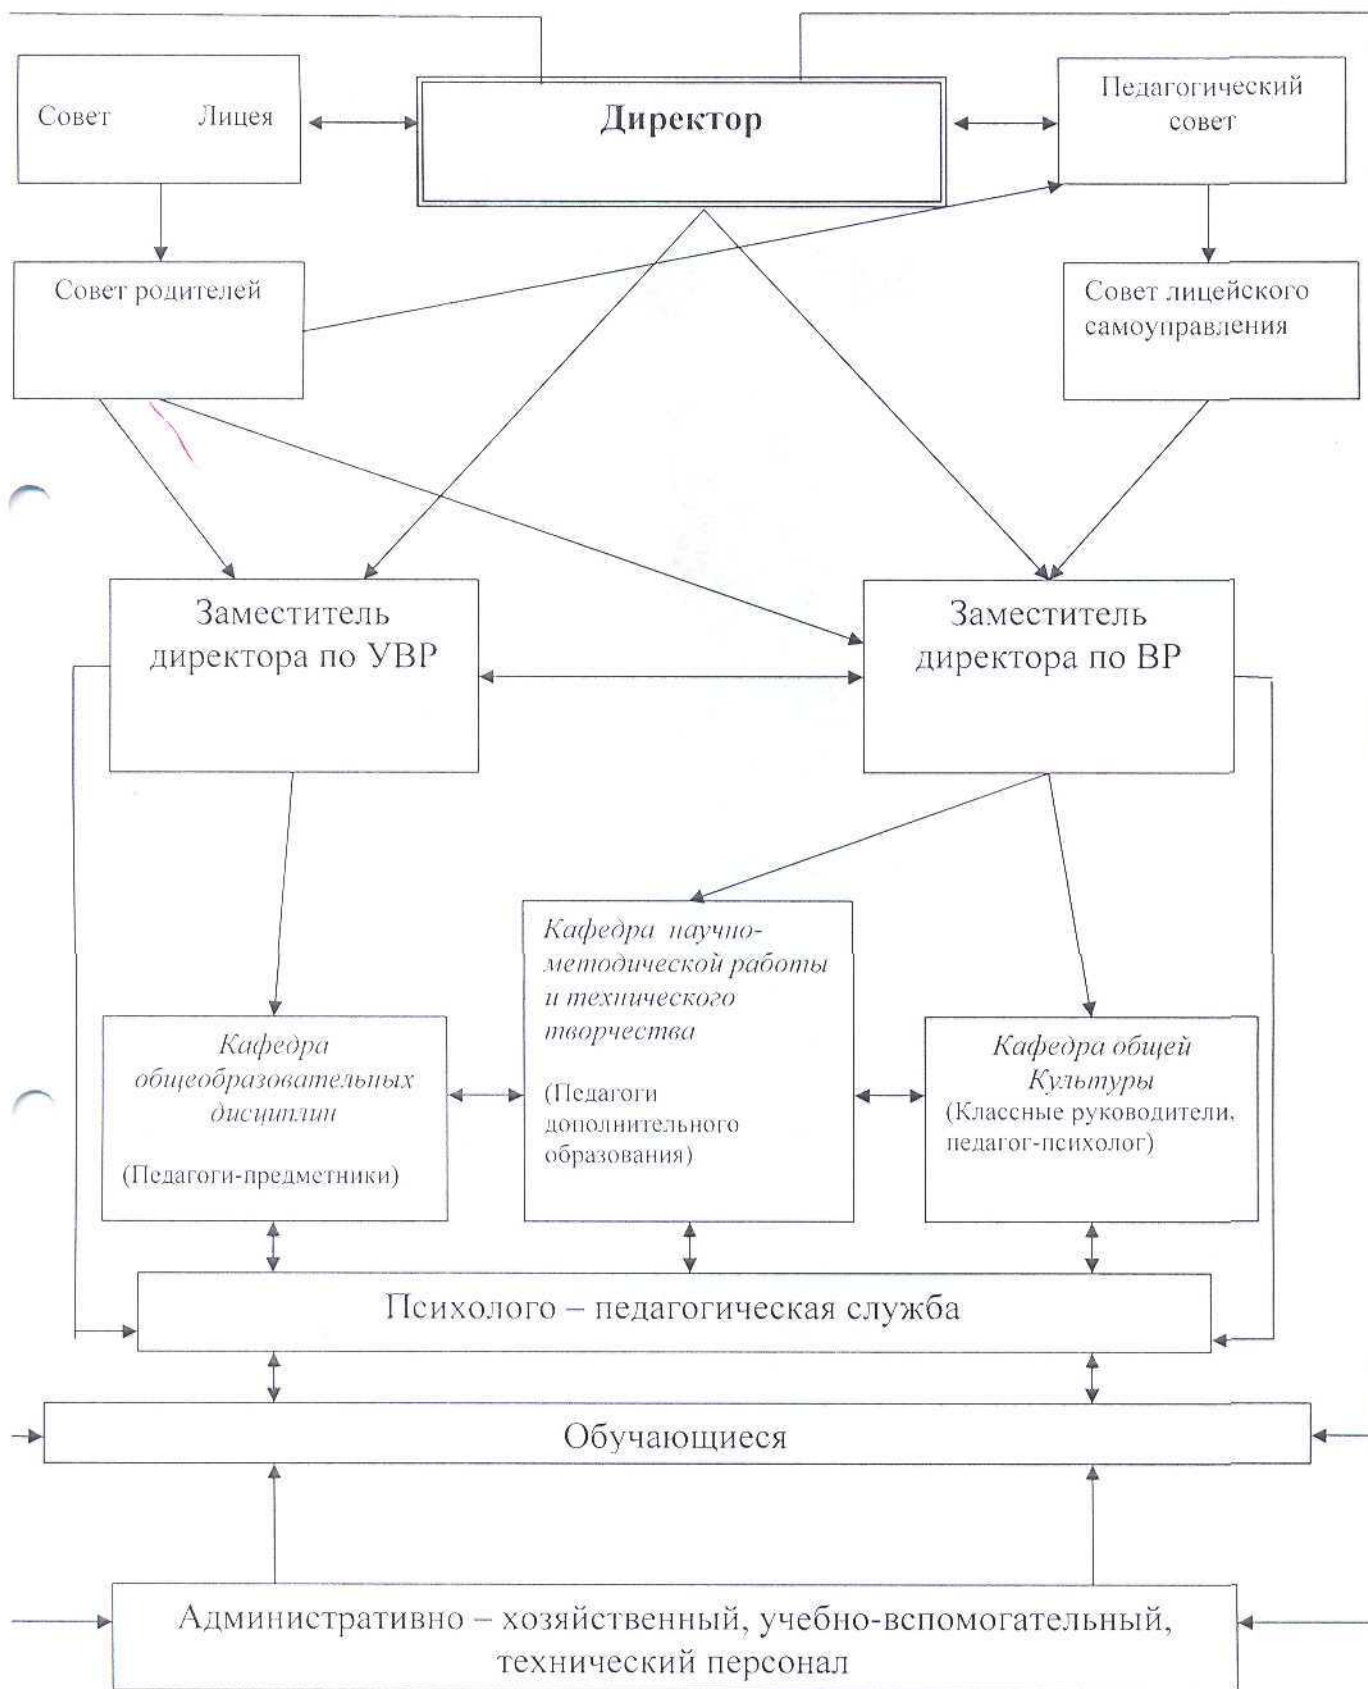 Совет Лицея
Директор
Педагогический
совет
Совет родителей
Совет лицейского
самоуправления
Заместитель
директора по УВР
Заместитель
директора по ВР
Кафедра научно-
методической работы
и технического
творчества
(Педагоги
дополнительного
образования)
Кафедра
общеобразовательных
дисциплин
(Педагоги-предметники)
Кафедра общей
Культуры
(Классные руководители,
педагог-психолог)
Психолого – педагогическая служба
Обучающиеся
Административно – хозяйственный, учебно-вспомогательный,
технический персонал